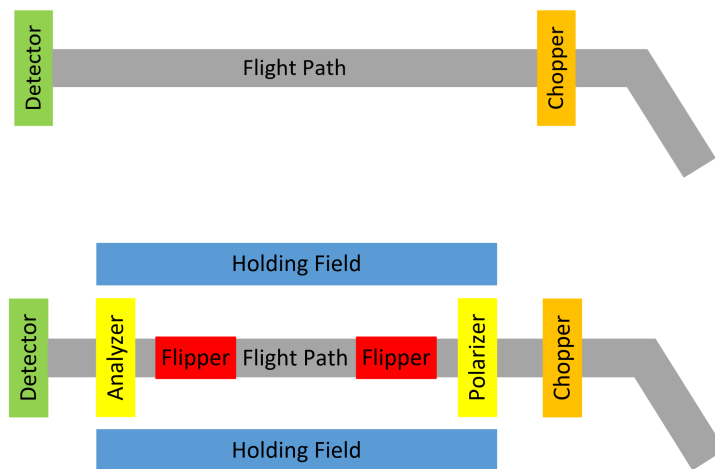 Detector
Flight Path
Chopper
Holding Field
Detector
Analyzer
Flipper
Flight Path
Flipper
Polarizer
Chopper
Holding Field